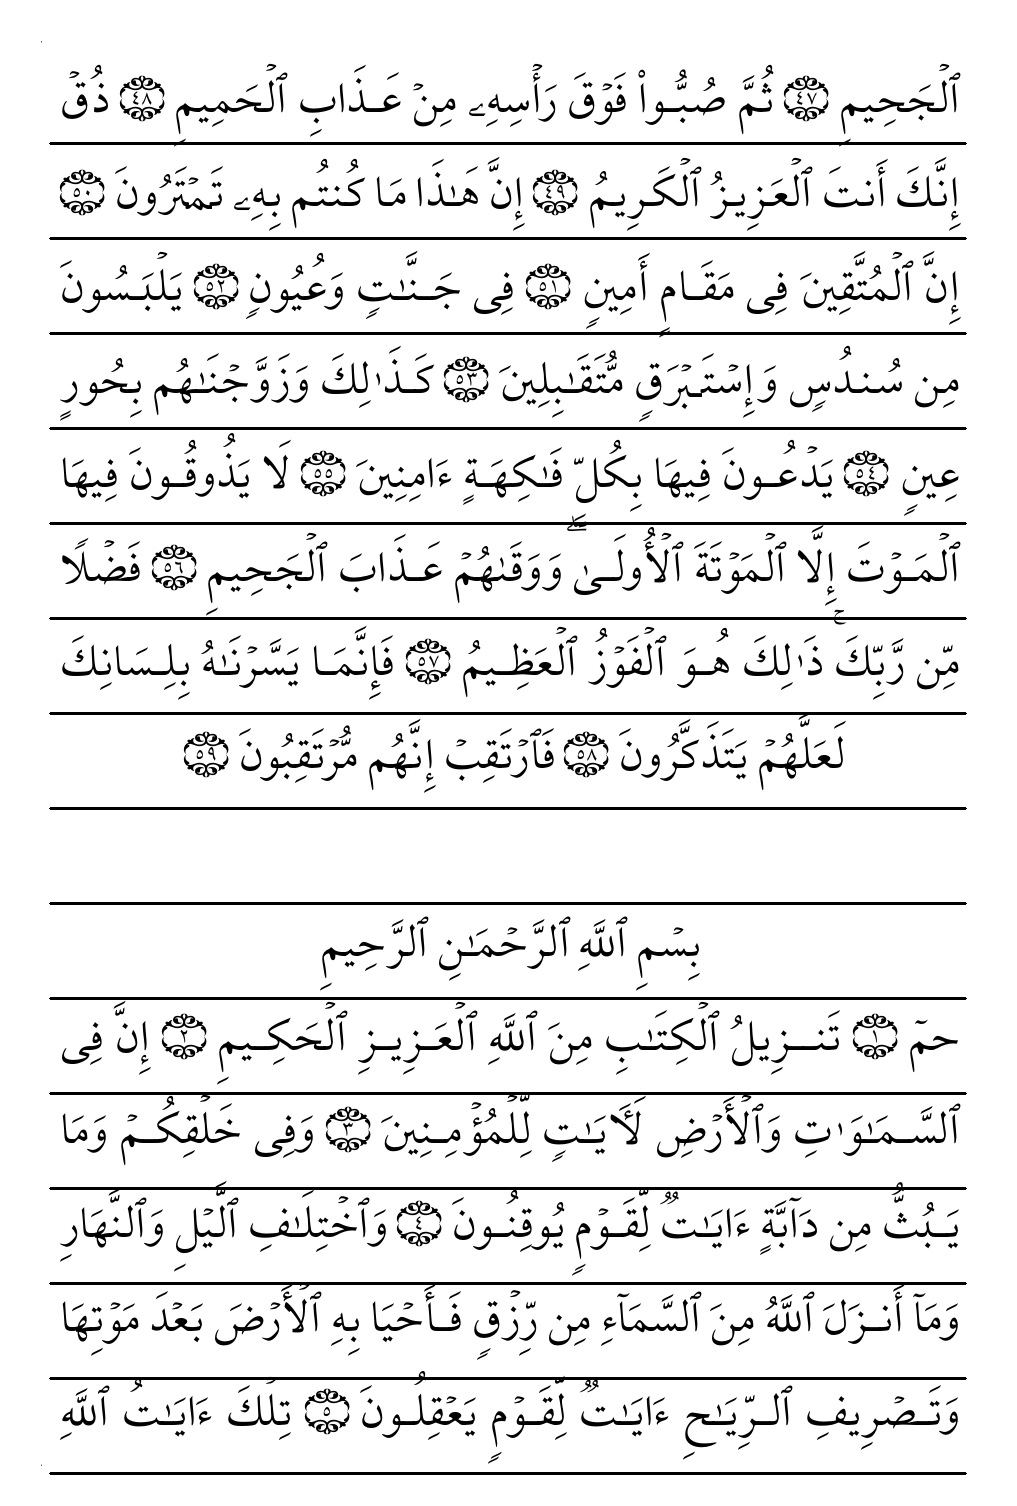 ٱلۡجَحِيمِ ٤٧ ثُمَّ صُبُّواْ فَوۡقَ رَأۡسِهِۦ مِنۡ عَذَابِ ٱلۡحَمِيمِ ٤٨ ذُقۡ
إِنَّكَ أَنتَ ٱلۡعَزِيزُ ٱلۡكَرِيمُ ٤٩ إِنَّ هَٰذَا مَا كُنتُم بِهِۦ تَمۡتَرُونَ ٥٠
إِنَّ ٱلۡمُتَّقِينَ فِي مَقَامٍ أَمِينٖ ٥١ فِي جَنَّٰتٖ وَعُيُونٖ ٥٢ يَلۡبَسُونَ
مِن سُندُسٖ وَإِسۡتَبۡرَقٖ مُّتَقَٰبِلِينَ ٥٣ كَذَٰلِكَ وَزَوَّجۡنَٰهُم بِحُورٍ
عِينٖ ٥٤ يَدۡعُونَ فِيهَا بِكُلِّ فَٰكِهَةٍ ءَامِنِينَ ٥٥ لَا يَذُوقُونَ فِيهَا
ٱلۡمَوۡتَ إِلَّا ٱلۡمَوۡتَةَ ٱلۡأُولَىٰۖ وَوَقَىٰهُمۡ عَذَابَ ٱلۡجَحِيمِ ٥٦ فَضۡلٗا
مِّن رَّبِّكَۚ ذَٰلِكَ هُوَ ٱلۡفَوۡزُ ٱلۡعَظِيمُ ٥٧ فَإِنَّمَا يَسَّرۡنَٰهُ بِلِسَانِكَ
لَعَلَّهُمۡ يَتَذَكَّرُونَ ٥٨ فَٱرۡتَقِبۡ إِنَّهُم مُّرۡتَقِبُونَ ٥٩
بِسۡمِ ٱللَّهِ ٱلرَّحۡمَٰنِ ٱلرَّحِيمِ
حمٓ ١ تَنزِيلُ ٱلۡكِتَٰبِ مِنَ ٱللَّهِ ٱلۡعَزِيزِ ٱلۡحَكِيمِ ٢ إِنَّ فِي
ٱلسَّمَٰوَٰتِ وَٱلۡأَرۡضِ لَأٓيَٰتٖ لِّلۡمُؤۡمِنِينَ ٣ وَفِي خَلۡقِكُمۡ وَمَا
يَبُثُّ مِن دَآبَّةٍ ءَايَٰتٞ لِّقَوۡمٖ يُوقِنُونَ ٤ وَٱخۡتِلَٰفِ ٱلَّيۡلِ وَٱلنَّهَارِ
وَمَآ أَنزَلَ ٱللَّهُ مِنَ ٱلسَّمَآءِ مِن رِّزۡقٖ فَأَحۡيَا بِهِ ٱلۡأَرۡضَ بَعۡدَ مَوۡتِهَا
وَتَصۡرِيفِ ٱلرِّيَٰحِ ءَايَٰتٞ لِّقَوۡمٖ يَعۡقِلُونَ ٥ تِلۡكَ ءَايَٰتُ ٱللَّهِ